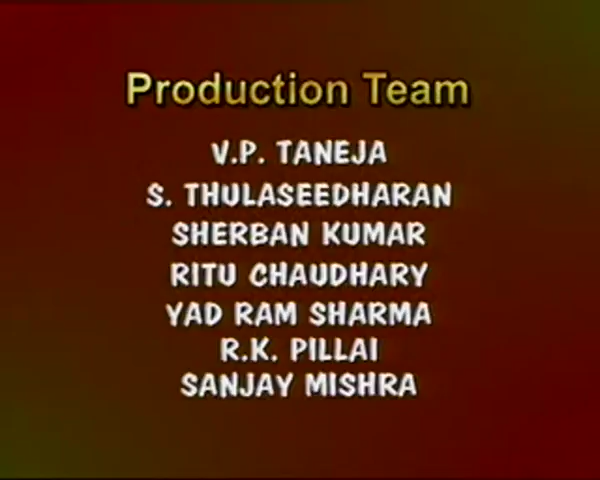 Production Team
V.P. TANEJA
S. THULASEEDHARAN
SHERBAN KUMAR
RITU CHAUDHARY
YAD RAM SHARMA
R.K. PILLAI
SANJAY MISHRA